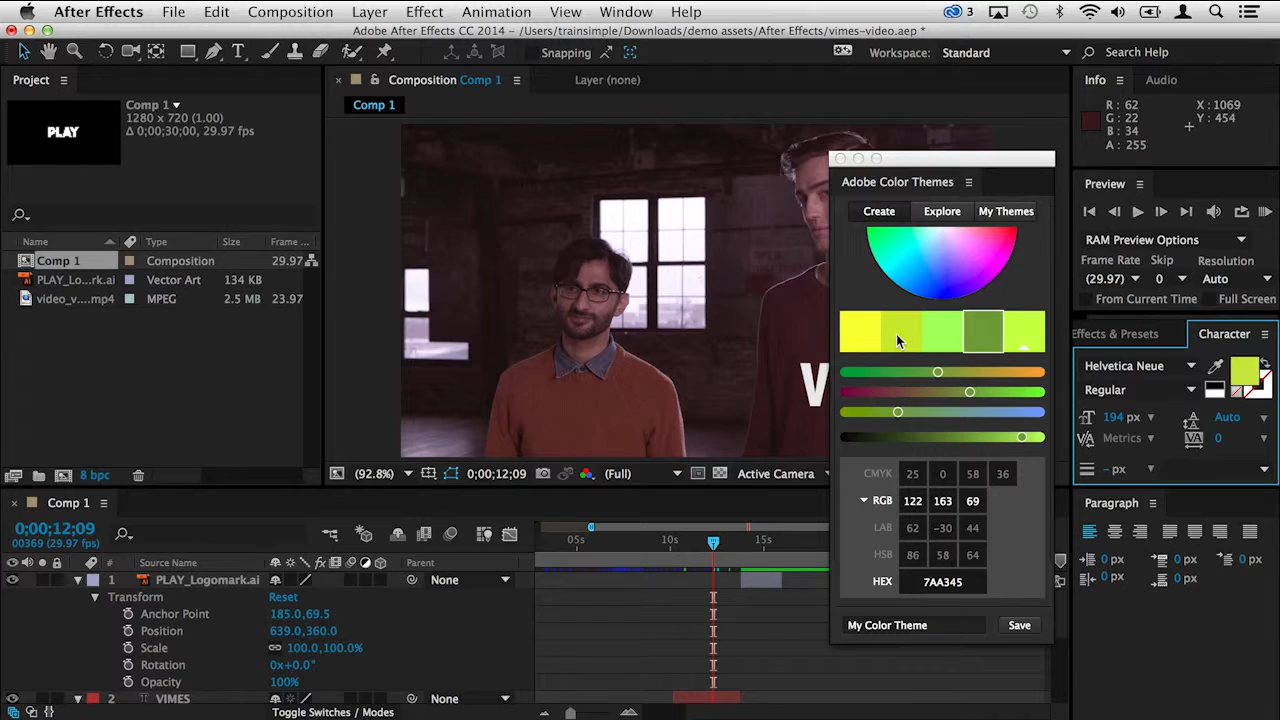 After Effects File Edit Composition Layer Effect Animation View Window Help 3
Adobe After Effects CC 2014 - /Users/trainsimple/Downloads/demo assets/After Effects/vimes-video.aep *
T Snapping Workspace: Standard Search Help
Project
Composition Comp 1 Layer (none)
Info Audio
Comp 1
Comp 1
1280 x 720 (1.00)
Δ 0;00;30;00, 29.97 fps
PLAY
R : 62
G : 22
B : 34
A : 255
X : 1069
Y : 454
Preview
RAM Preview Options
Frame Rate Skip Resolution
(29.97) 0 Auto
From Current Time Full Screen
Name Type Size Frame ...
Comp 1 Composition 29.97
PLAY_Lo...rk.ai Vector Art 134 KB
video_v....mp4 MPEG 2.5 MB 23.97
Adobe Color Themes
Create Explore My Themes
V
CMYK 25 0 58 36
RGB 122 163 69
LAB 62 -30 44
HSB 86 58 64
HEX 7AA345
My Color Theme Save
Effects & Presets Character
Helvetica Neue
Regular
194 px Auto
Metrics 0
- px
Paragraph
0 px 0 px 0 px
0 px 0 px
8 bpc
(92.8%) 0;00;12;09 (Full) Active Camera
Comp 1
0;00;12;09
00369 (29.97 fps)
05s 10s 15s
# Source Name Parent
1 PLAY_Logomark.ai None
Transform Reset
Anchor Point 185.0,69.5
Position 639.0,360.0
Scale 100.0,100.0%
Rotation 0x+0.0°
Opacity 100%
2 T VIMES None
Toggle Switches / Modes